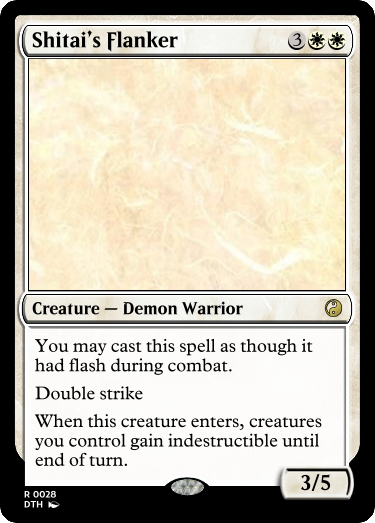 Shitai's Flanker 3
Creature — Demon Warrior
You may cast this spell as though it
had flash during combat.
Double strike
When this creature enters, creatures
you control gain indestructible until
end of turn.
3/5
R 0028
DTH